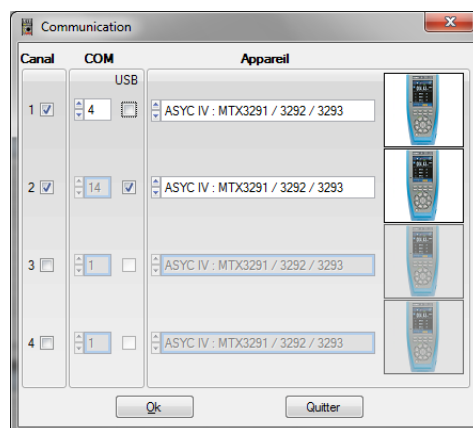 Communication
Canal COM Appareil
USB
1 4 ASYC IV : MTX3291 / 3292 / 3293
2 14 ASYC IV : MTX3291 / 3292 / 3293
3 1 ASYC IV : MTX3291 / 3292 / 3293
4 1 ASYC IV : MTX3291 / 3292 / 3293
Ok Quitter